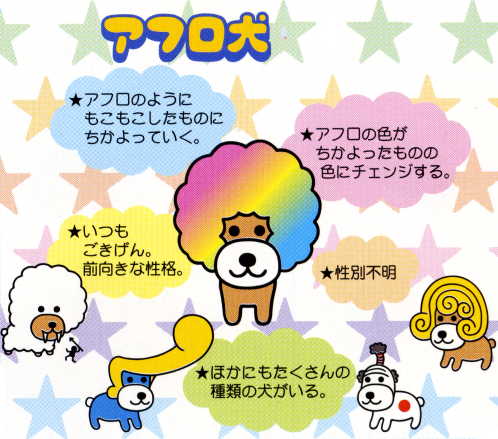 アフロ犬
★アフロのように
もこもこしたものに
ちかよっていく。
★アフロの色が
ちかよったものの
色にチェンジする。
★いつも
ごきげん。
前向きな性格。
★性別不明
★ほかにもたくさんの
種類の犬がいる。